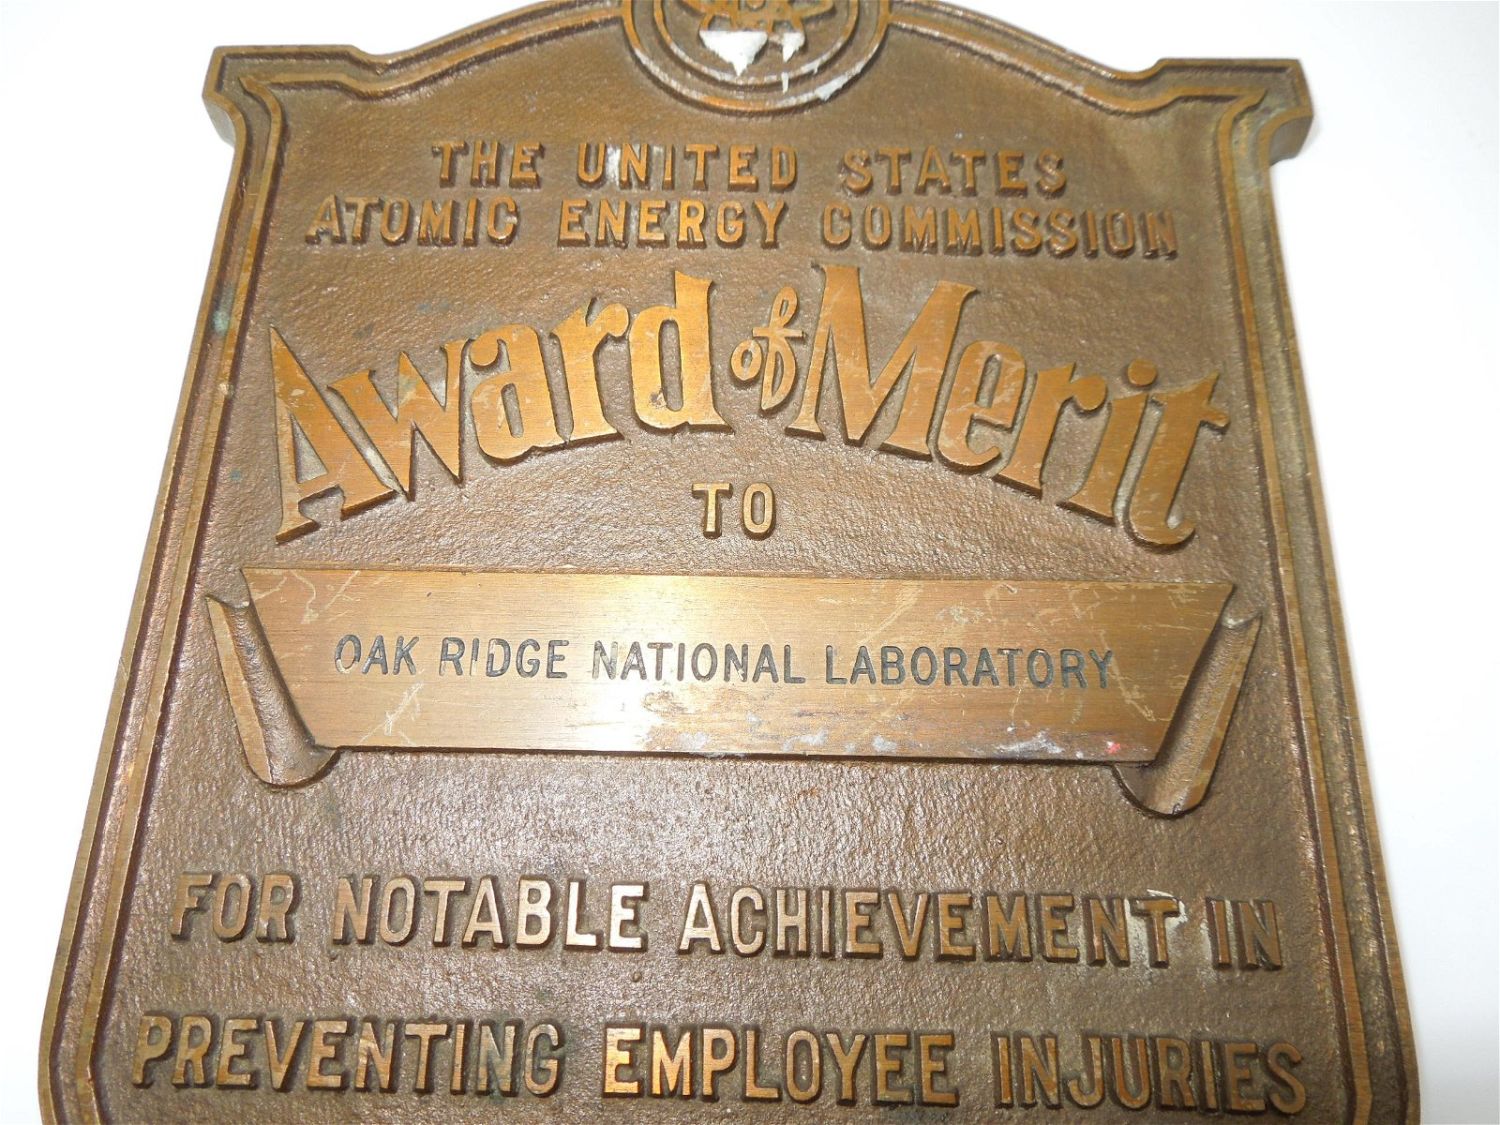 THE UNITED STATES
ATOMIC ENERGY COMMISSION
Award of Merit
TO
OAK RIDGE NATIONAL LABORATORY
FOR NOTABLE ACHIEVEMENT IN
PREVENTING EMPLOYEE INJURIES